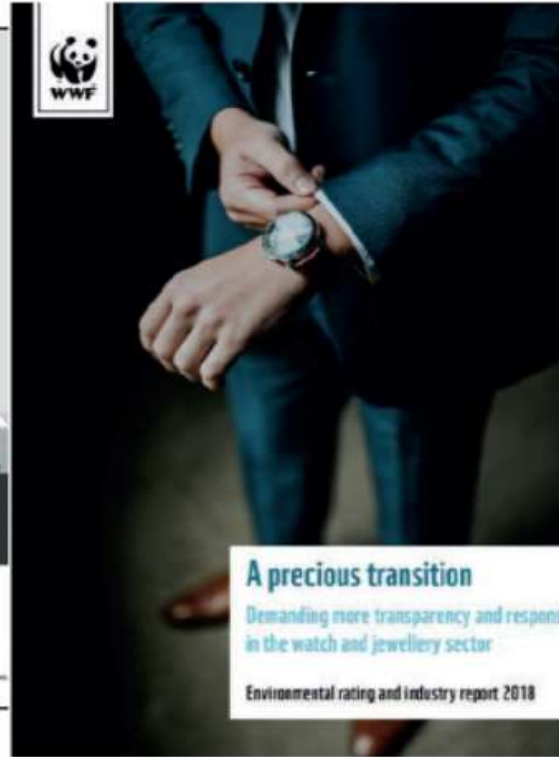 WWF
A precious transition
Demanding more transparency and respons
in the watch and jewellery sector
Environmental rating and industry report 2018